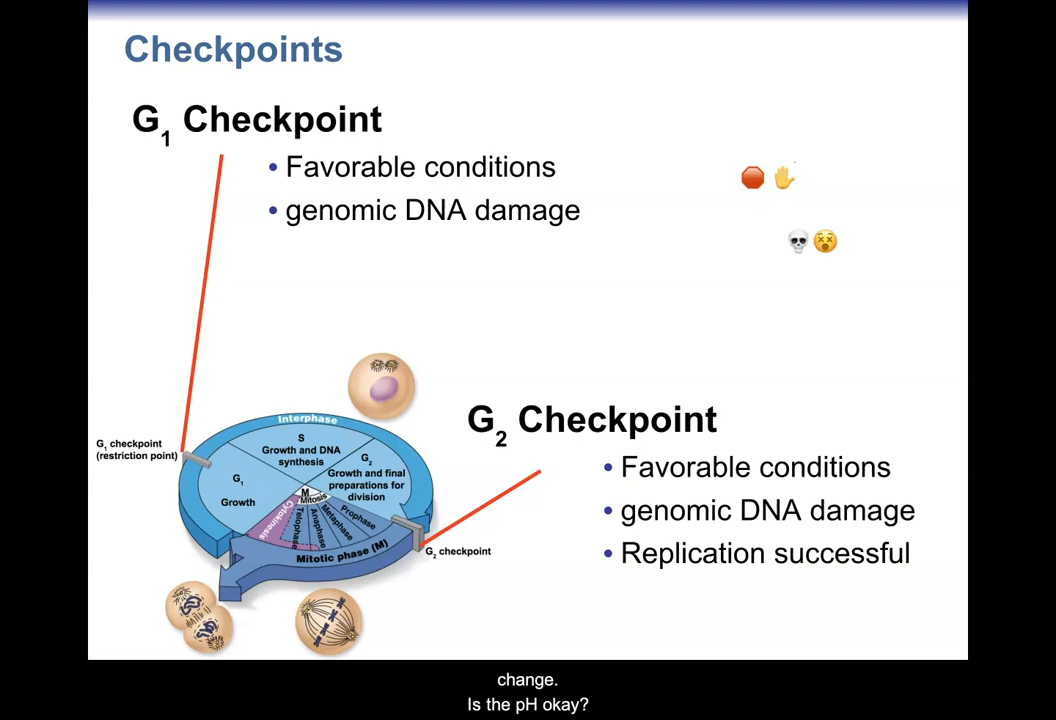 Checkpoints
G₁ Checkpoint
• Favorable conditions
• genomic DNA damage
G₂ Checkpoint
• Favorable conditions
• genomic DNA damage
• Replication successful
G₁ checkpoint
(restriction point)
Interphase
S
Growth and DNA
synthesis
G₂
Growth and final
preparations for
division
G₁
Growth
M
Mitosis
Cytokinesis
Telophase
Anaphase
Metaphase
Prophase
Mitotic phase (M)
G₂ checkpoint
change.
Is the pH okay?